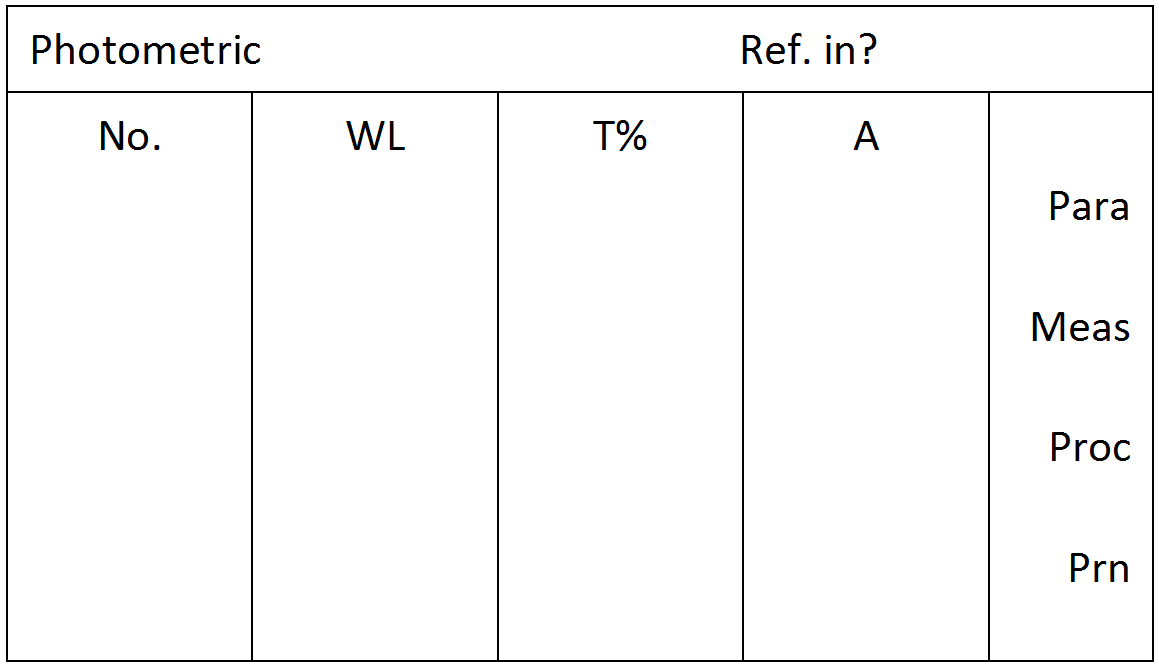 Photometric Ref. in?
No. WL T% A
Para
Meas
Proc
Prn